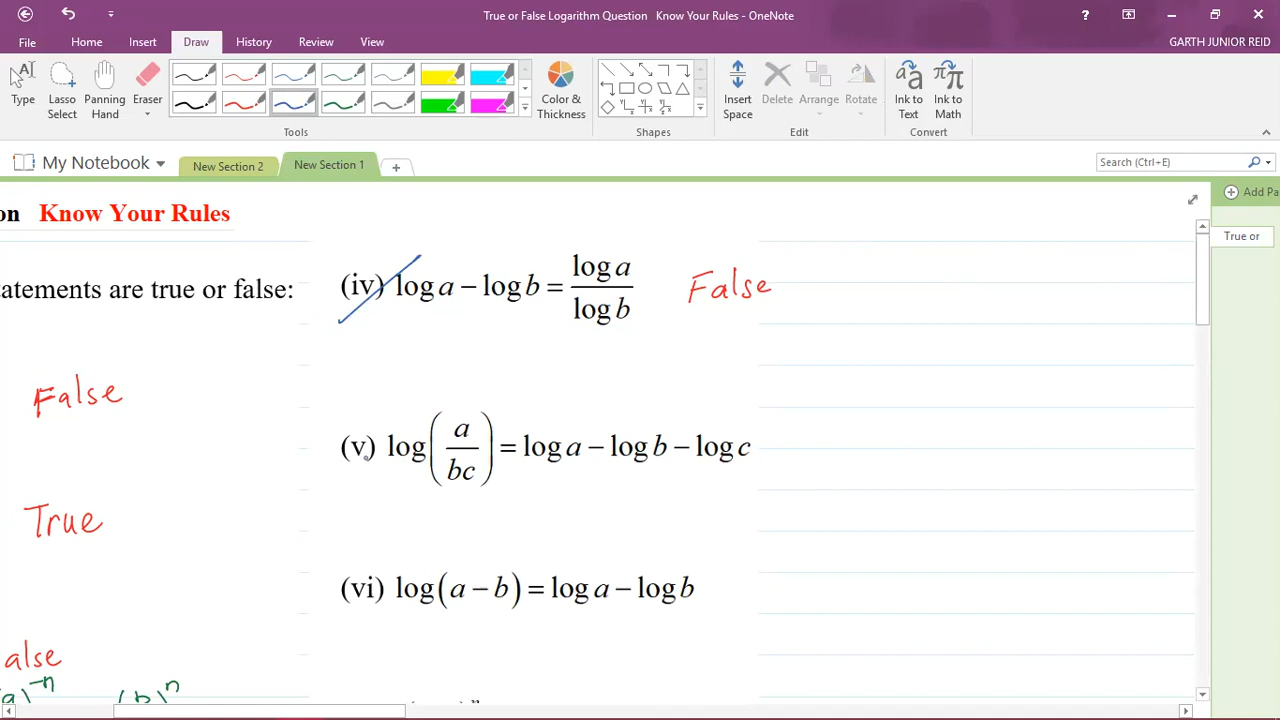 True or False Logarithm Question Know Your Rules - OneNote
File Home Insert Draw History Review View GARTH JUNIOR REID
Type Lasso Select Panning Hand Eraser Color & Thickness Insert Space Delete Arrange Rotate Ink to Text Ink to Math
Tools Shapes Edit Convert
My Notebook New Section 2 New Section 1 + Search (Ctrl+E)
Add Pa
True or
on Know Your Rules
tatements are true or false:
(iv) log a − log b = log a / log b False
False
(v) log(a/bc) = log a − log b − log c
True
(vi) log(a − b) = log a − log b
alse
a)^-n (b)^n